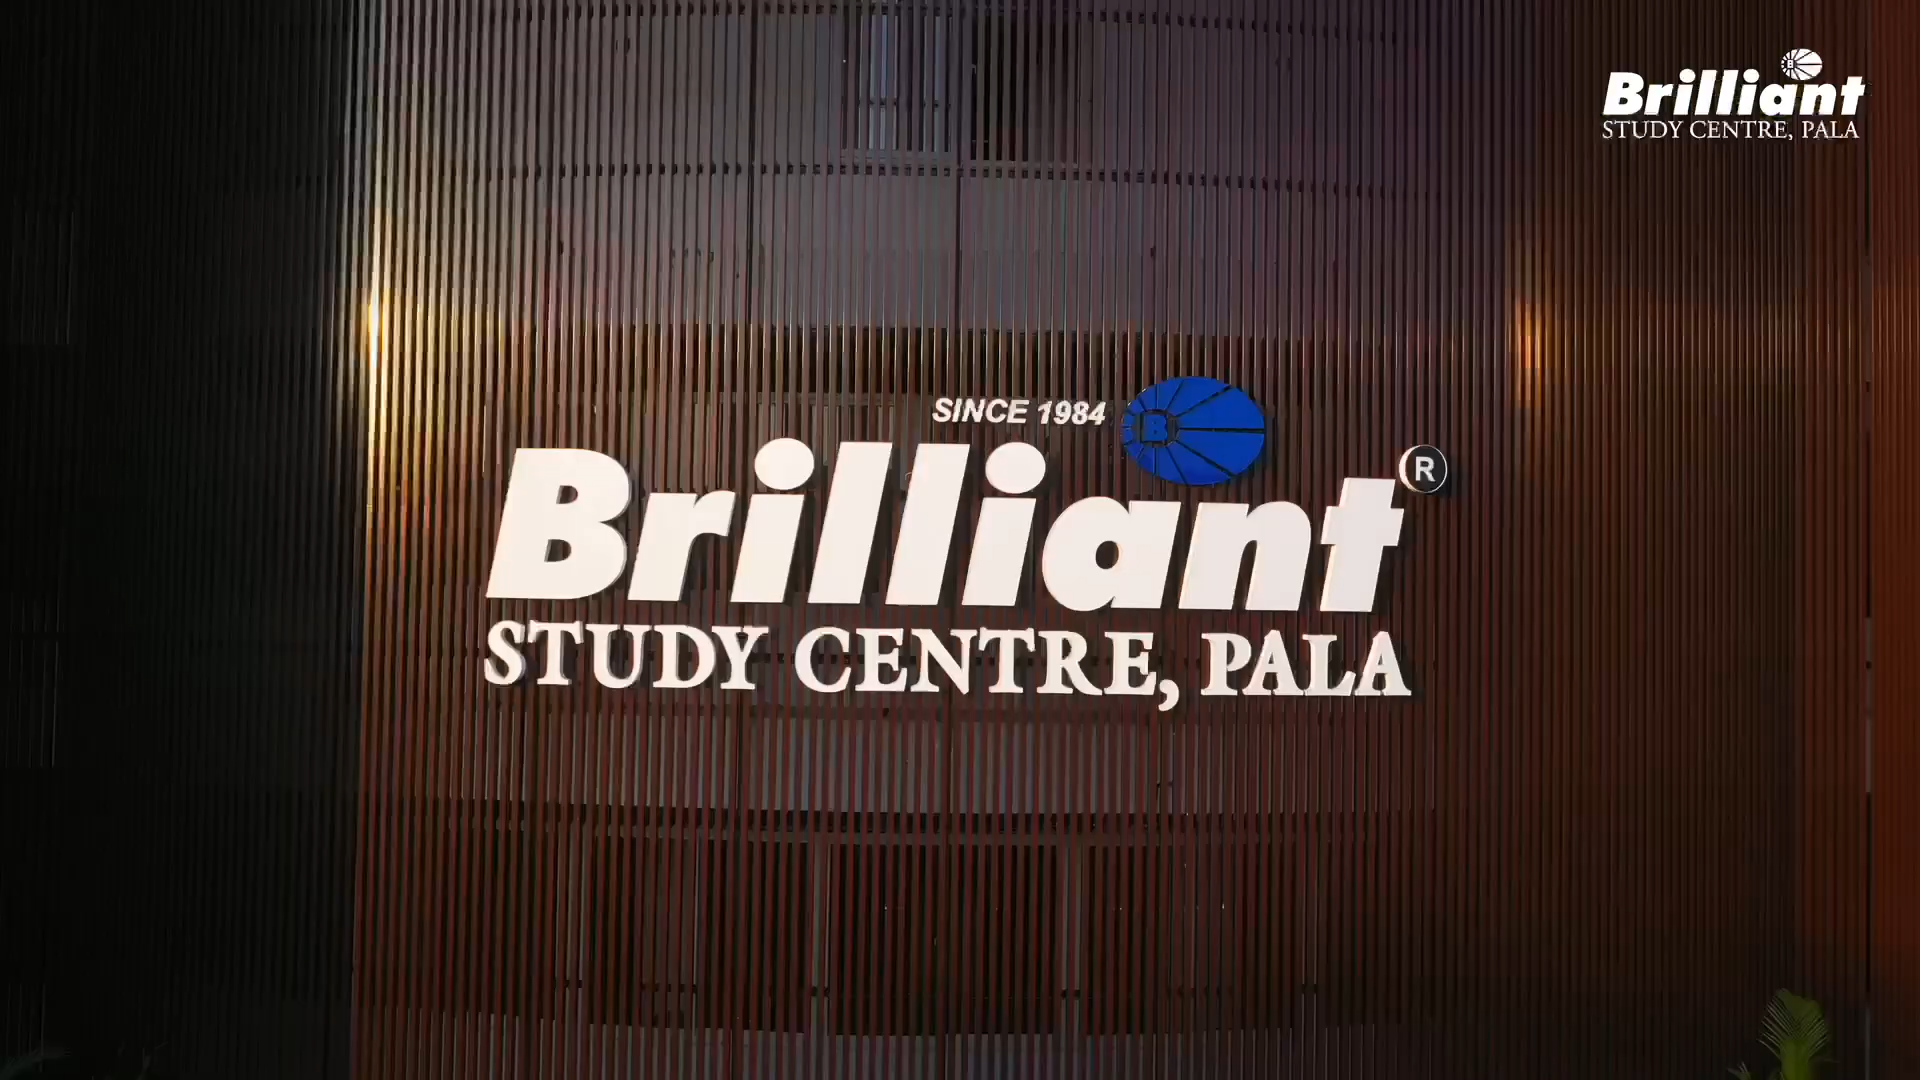 Brilliant
STUDY CENTRE, PALA
SINCE 1984
B
Brilliant ®
STUDY CENTRE, PALA